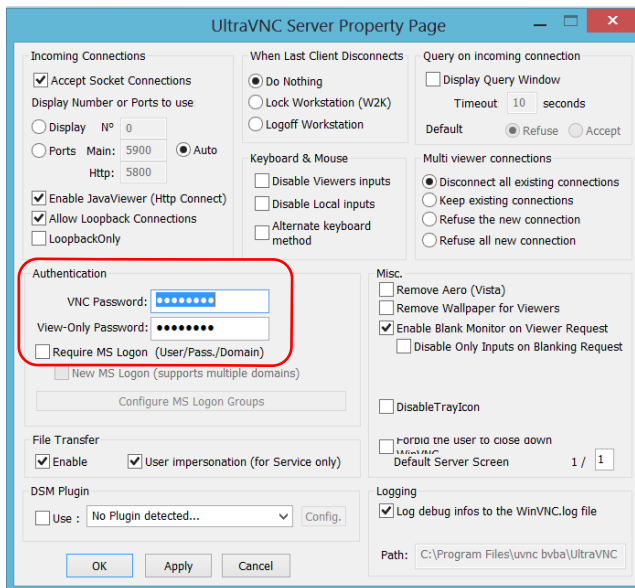 UltraVNC Server Property Page
Incoming Connections
Accept Socket Connections
Display Number or Ports to use
Display Nº 0
Ports Main: 5900 Auto
Http: 5800
Enable JavaViewer (Http Connect)
Allow Loopback Connections
LoopbackOnly
When Last Client Disconnects
Do Nothing
Lock Workstation (W2K)
Logoff Workstation
Query on incoming connection
Display Query Window
Timeout 10 seconds
Default Refuse Accept
Keyboard & Mouse
Disable Viewers inputs
Disable Local inputs
Alternate keyboard
method
Multi viewer connections
Disconnect all existing connections
Keep existing connections
Refuse the new connection
Refuse all new connection
Authentication
VNC Password: ●●●●●●●●
View-Only Password: ●●●●●●●●
Require MS Logon (User/Pass./Domain)
New MS Logon (supports multiple domains)
Configure MS Logon Groups
Misc.
Remove Aero (Vista)
Remove Wallpaper for Viewers
Enable Blank Monitor on Viewer Request
Disable Only Inputs on Blanking Request
DisableTrayIcon
Forbid the user to close down
WinVNC
Default Server Screen 1 / 1
File Transfer
Enable User impersonation (for Service only)
DSM Plugin
Use : No Plugin detected... Config.
Logging
Log debug infos to the WinVNC.log file
Path: C:\Program Files\uvnc bvba\UltraVNC
OK Apply Cancel